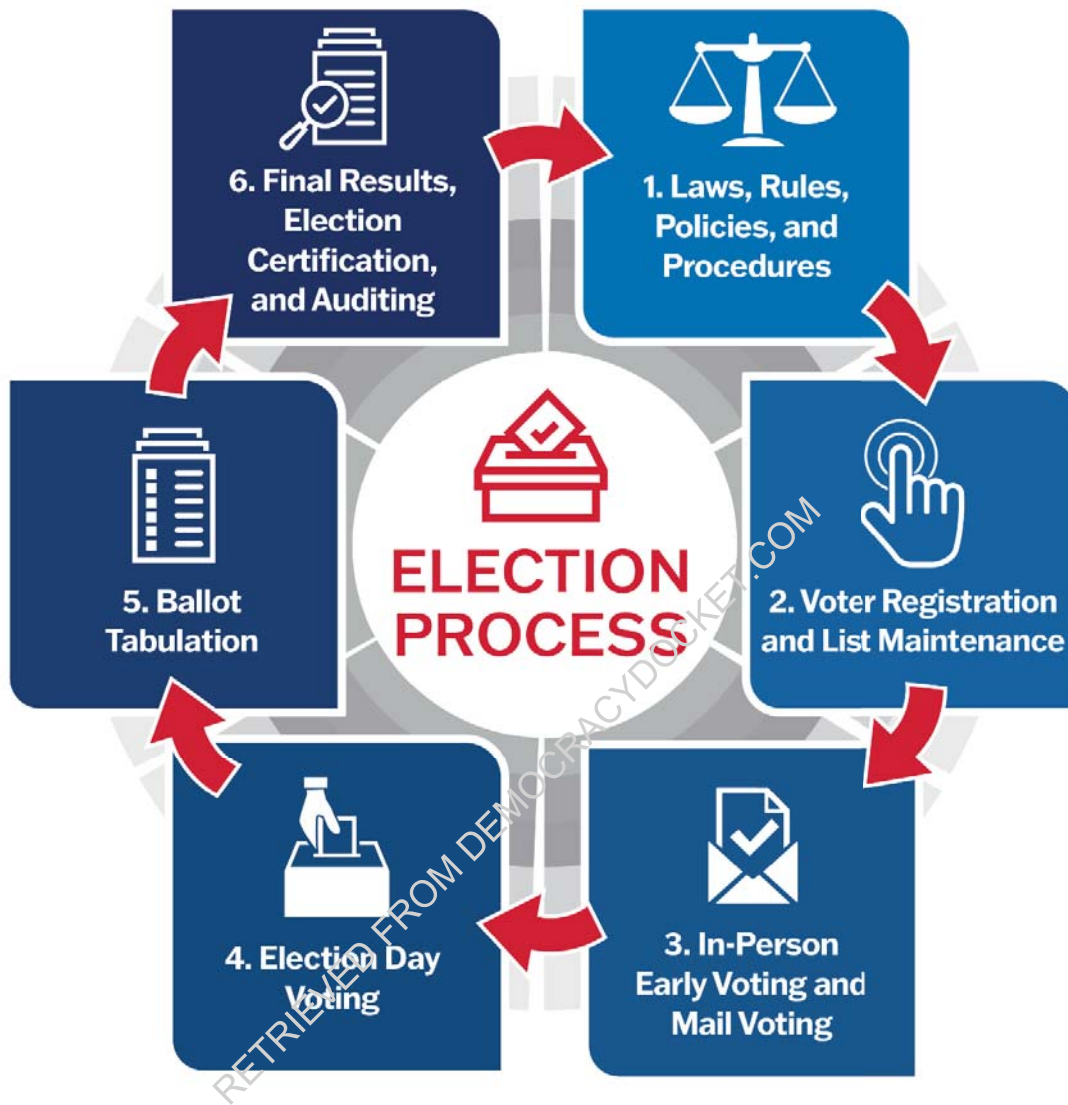 6. Final Results,
Election
Certification,
and Auditing
1. Laws, Rules,
Policies, and
Procedures
5. Ballot
Tabulation
ELECTION
PROCESS
2. Voter Registration
and List Maintenance
4. Election Day
Voting
3. In-Person
Early Voting and
Mail Voting
RETRIEVED FROM DEMOCRACYDOCKET.COM